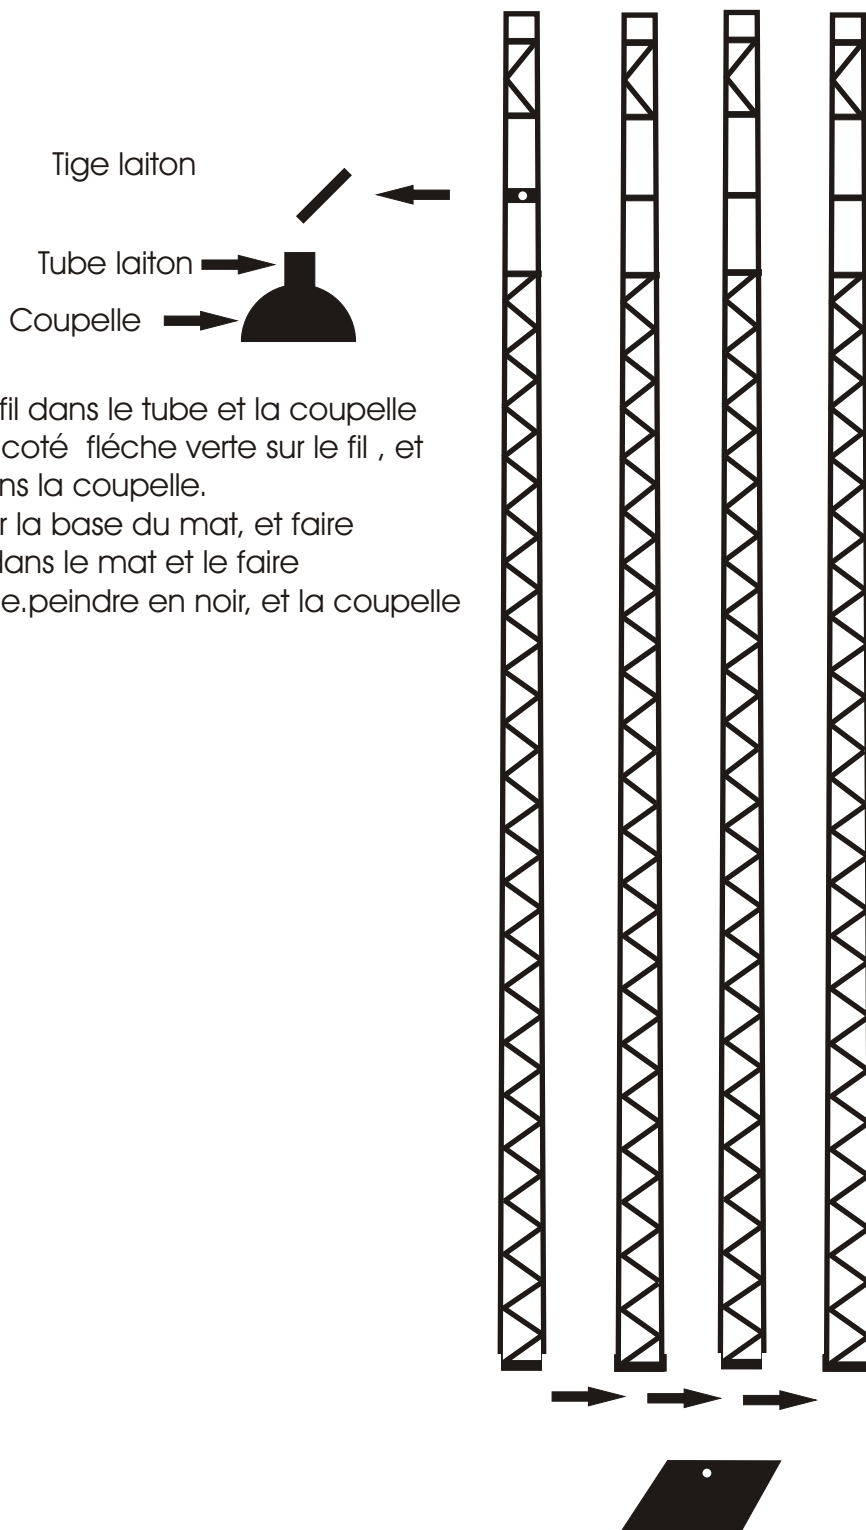 Tige laiton
Tube laiton
Coupelle
fil dans le tube et la coupelle
coté fléche verte sur le fil , et
ns la coupelle.
r la base du mat, et faire
dans le mat et le faire
e.peindre en noir, et la coupelle